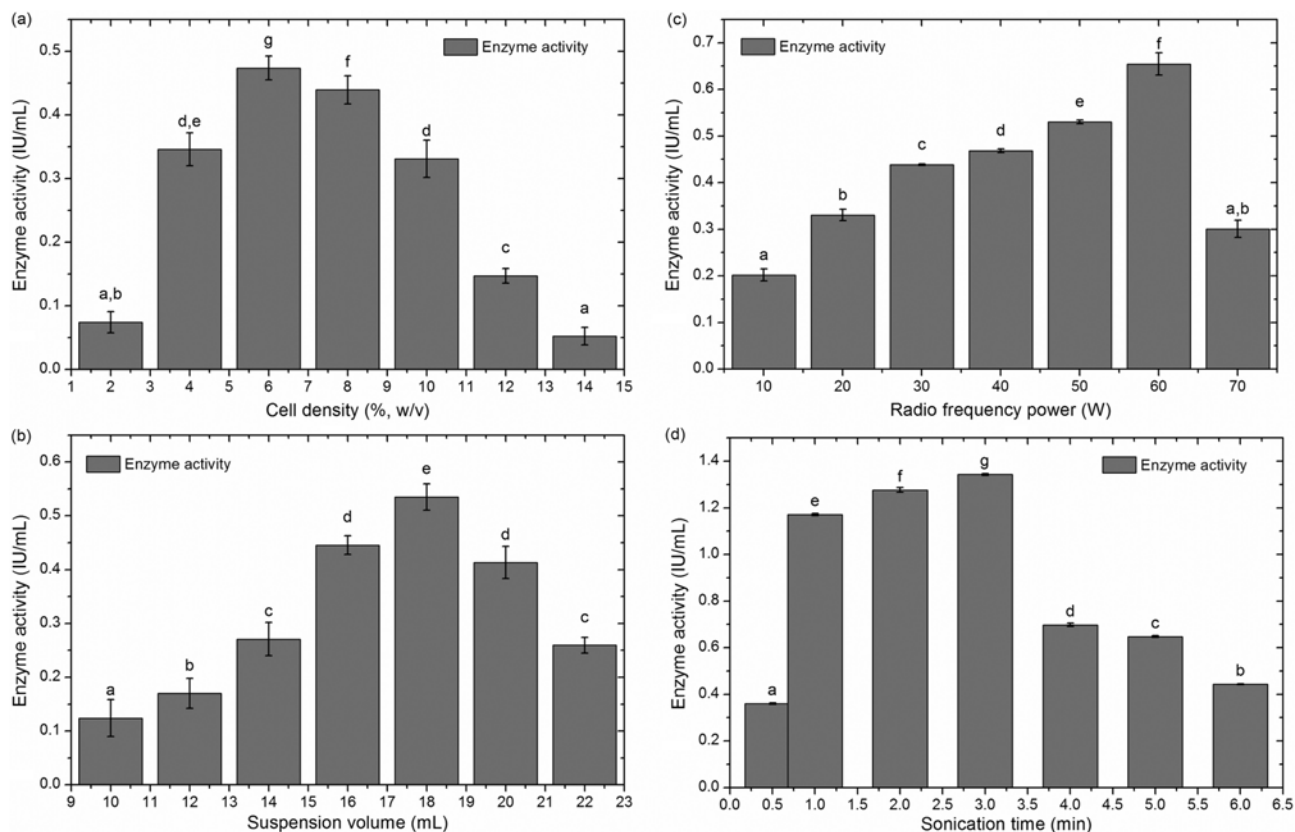 (a)
Enzyme activity
g
f
d,e
d
c
a,b
a
0.5
0.4
0.3
0.2
0.1
0.0
Enzyme activity (IU/mL)
1 2 3 4 5 6 7 8 9 10 11 12 13 14 15
Cell density (%, w/v)
(c)
Enzyme activity
f
e
d
c
b
a,b
a
0.7
0.6
0.5
0.4
0.3
0.2
0.1
0.0
Enzyme activity (IU/mL)
10 20 30 40 50 60 70
Radio frequency power (W)
(b)
Enzyme activity
e
d
d
c
c
b
a
0.6
0.5
0.4
0.3
0.2
0.1
0.0
Enzyme activity (IU/mL)
9 10 11 12 13 14 15 16 17 18 19 20 21 22 23
Suspension volume (mL)
(d)
Enzyme activity
g
f
e
d
c
b
a
1.4
1.2
1.0
0.8
0.6
0.4
0.2
0.0
Enzyme activity (IU/mL)
0.0 0.5 1.0 1.5 2.0 2.5 3.0 3.5 4.0 4.5 5.0 5.5 6.0 6.5
Sonication time (min)